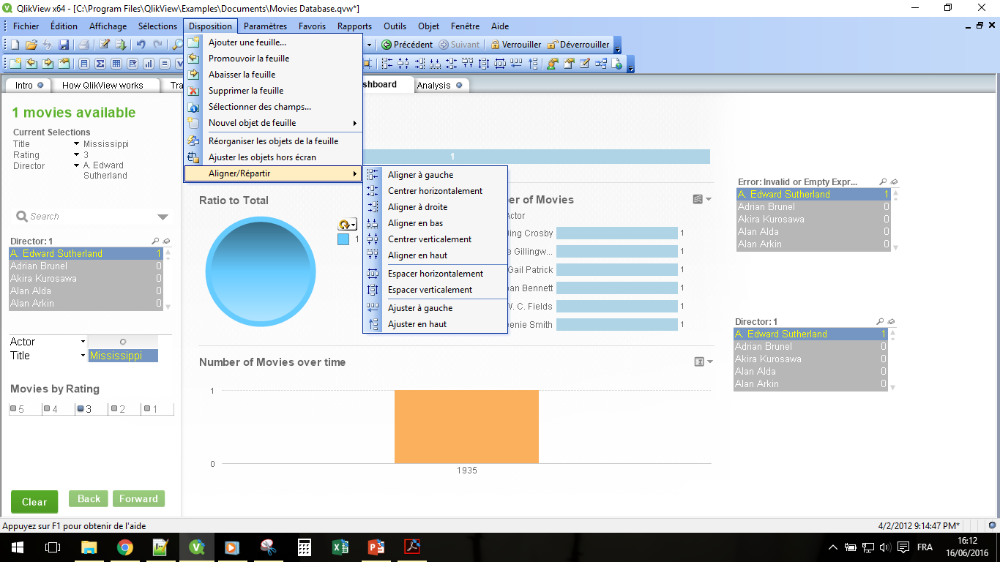 QlikView x64 - [C:\Program Files\QlikView\Examples\Documents\Movies Database.qvw*]
Fichier Édition Affichage Sélections Disposition Paramètres Favoris Rapports Outils Objet Fenêtre Aide
Précédent Suivant Verrouiller Déverrouiller
Intro How QlikView works Tra shboard Analysis
Ajouter une feuille...
Promouvoir la feuille
Abaisser la feuille
Supprimer la feuille
Sélectionner des champs...
Nouvel objet de feuille
Réorganiser les objets de la feuille
Ajuster les objets hors écran
Aligner/Répartir
Aligner à gauche
Centrer horizontalement
Aligner à droite
Aligner en bas
Centrer verticalement
Aligner en haut
Espacer horizontalement
Espacer verticalement
Ajuster à gauche
Ajuster en haut
1 movies available
Current Selections
Title Mississippi
Rating 3
Director A. Edward
Sutherland
Search
Director: 1
A. Edward Sutherland 1
Adrian Brunel 0
Akira Kurosawa 0
Alan Alda 0
Alan Arkin 0
Actor
Title Mississippi
Movies by Rating
5 4 3 2 1
Clear Back Forward
1
Ratio to Total
1
er of Movies
Actor
ing Crosby 1
e Gillingw... 1
Gail Patrick 1
an Bennett 1
W. C. Fields 1
eenie Smith 1
Number of Movies over time
1
0
1935
Error: Invalid or Empty Expr...
A. Edward Sutherland 1
Adrian Brunel 0
Akira Kurosawa 0
Alan Alda 0
Alan Arkin 0
Director: 1
A. Edward Sutherland 1
Adrian Brunel 0
Akira Kurosawa 0
Alan Alda 0
Alan Arkin 0
Appuyez sur F1 pour obtenir de l'aide 4/2/2012 9:14:47 PM*
FRA
16:12
16/06/2016